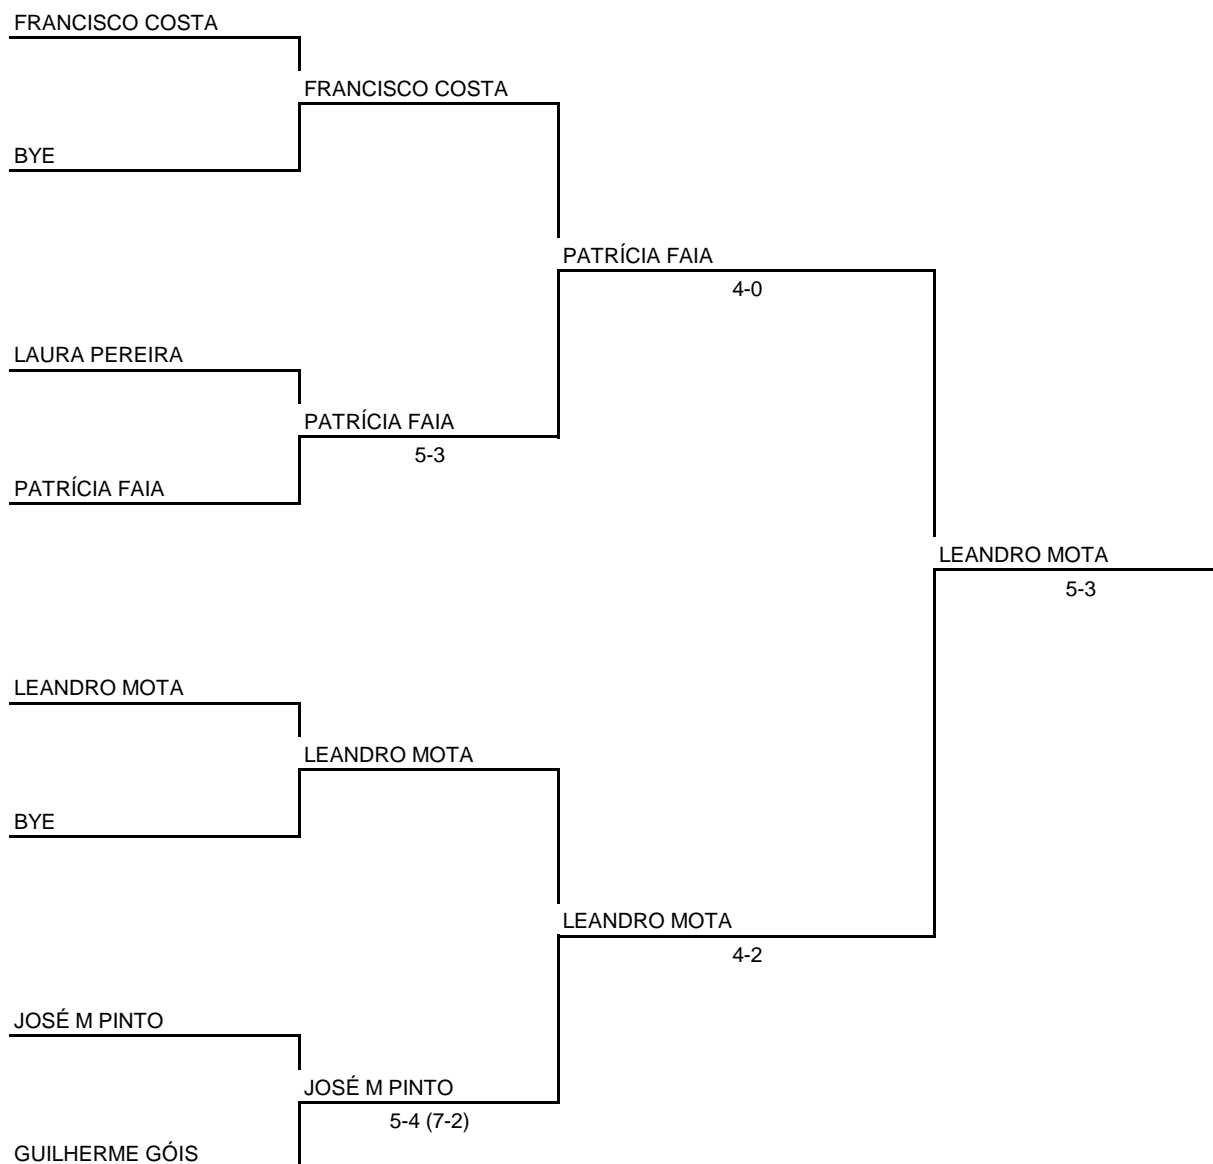 FRANCISCO COSTA
FRANCISCO COSTA
BYE
PATRÍCIA FAIA
4-0
LAURA PEREIRA
PATRÍCIA FAIA
5-3
PATRÍCIA FAIA
LEANDRO MOTA
5-3
LEANDRO MOTA
LEANDRO MOTA
BYE
LEANDRO MOTA
4-2
JOSÉ M PINTO
JOSÉ M PINTO
5-4 (7-2)
GUILHERME GÓIS